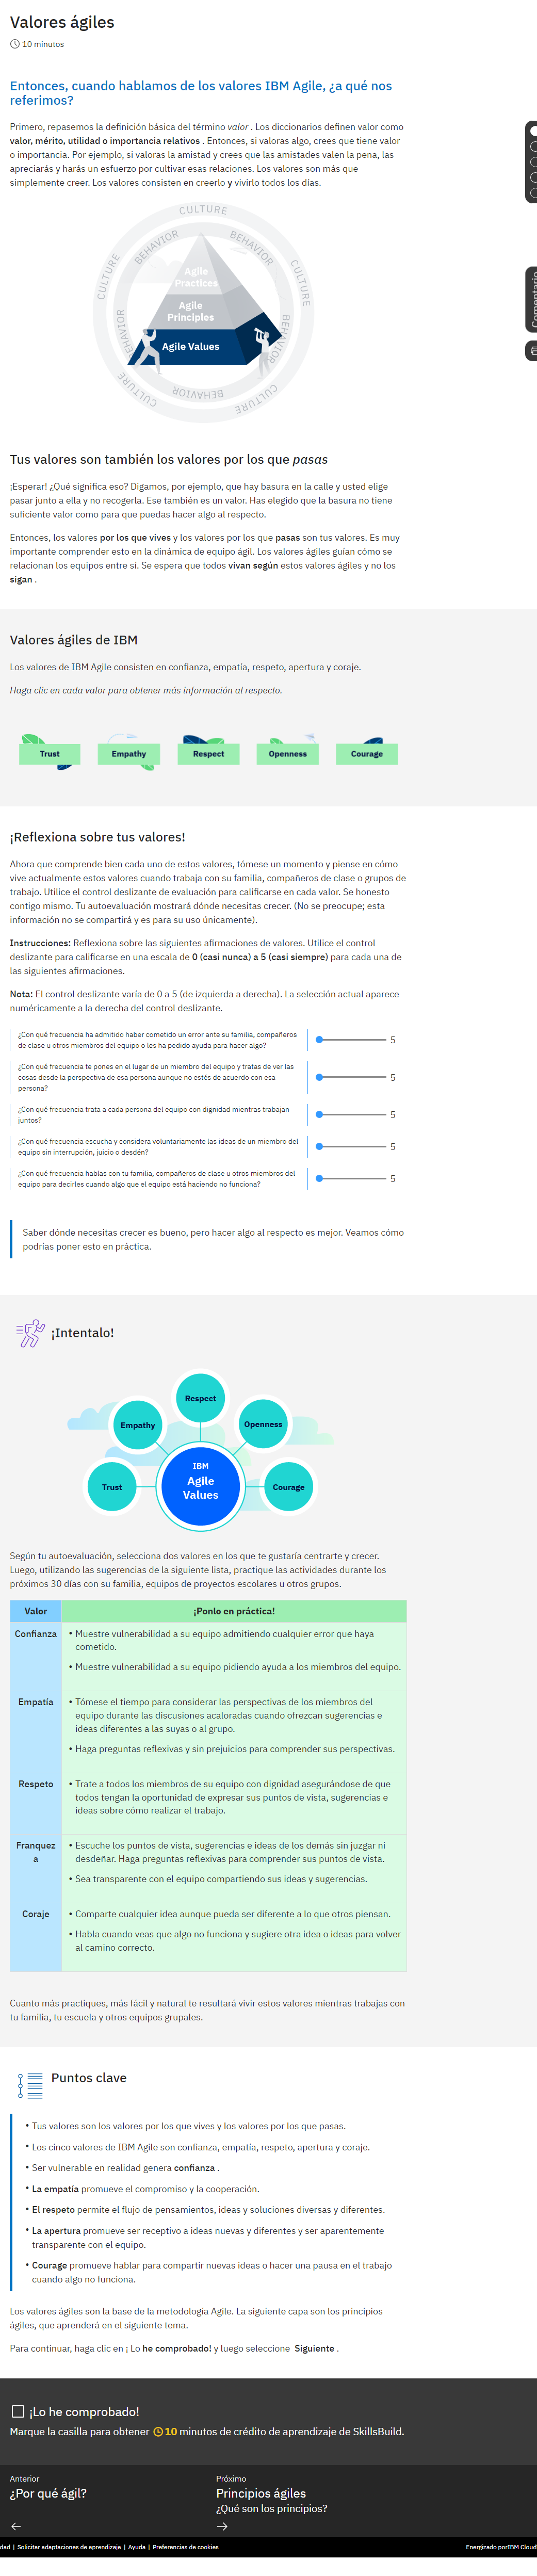 Valores ágiles
10 minutos
Entonces, cuando hablamos de los valores IBM Agile, ¿a qué nos
referimos?
Primero, repasemos la definición básica del término valor . Los diccionarios definen valor como
valor, mérito, utilidad o importancia relativos . Entonces, si valoras algo, crees que tiene valor
o importancia. Por ejemplo, si valoras la amistad y crees que las amistades valen la pena, las
apreciarás y harás un esfuerzo por cultivar esas relaciones. Los valores son más que
simplemente creer. Los valores consisten en creerlo y vivirlo todos los días.
CULTURE
CULTURE
CULTURE
CULTURE
CULTURE
BEHAVIOR
BEHAVIOR
BEHAVIOR
BEHAVIOR
BEHAVIOR
Agile
Practices
Agile
Principles
Agile Values
Comentario
Tus valores son también los valores por los que pasas
¡Esperar! ¿Qué significa eso? Digamos, por ejemplo, que hay basura en la calle y usted elige
pasar junto a ella y no recogerla. Ese también es un valor. Has elegido que la basura no tiene
suficiente valor como para que puedas hacer algo al respecto.
Entonces, los valores por los que vives y los valores por los que pasas son tus valores. Es muy
importante comprender esto en la dinámica de equipo ágil. Los valores ágiles guían cómo se
relacionan los equipos entre sí. Se espera que todos vivan según estos valores ágiles y no los
sigan .
Valores ágiles de IBM
Los valores de IBM Agile consisten en confianza, empatía, respeto, apertura y coraje.
Haga clic en cada valor para obtener más información al respecto.
Trust
Empathy
Respect
Openness
Courage
¡Reflexiona sobre tus valores!
Ahora que comprende bien cada uno de estos valores, tómese un momento y piense en cómo
vive actualmente estos valores cuando trabaja con su familia, compañeros de clase o grupos de
trabajo. Utilice el control deslizante de evaluación para calificarse en cada valor. Se honesto
contigo mismo. Tu autoevaluación mostrará dónde necesitas crecer. (No se preocupe; esta
información no se compartirá y es para su uso únicamente).
Instrucciones: Reflexiona sobre las siguientes afirmaciones de valores. Utilice el control
deslizante para calificarse en una escala de 0 (casi nunca) a 5 (casi siempre) para cada una de
las siguientes afirmaciones.
Nota: El control deslizante varía de 0 a 5 (de izquierda a derecha). La selección actual aparece
numéricamente a la derecha del control deslizante.
¿Con qué frecuencia ha admitido haber cometido un error ante su familia, compañeros
de clase u otros miembros del equipo o les ha pedido ayuda para hacer algo?
5
¿Con qué frecuencia te pones en el lugar de un miembro del equipo y tratas de ver las
cosas desde la perspectiva de esa persona aunque no estés de acuerdo con esa
persona?
5
¿Con qué frecuencia trata a cada persona del equipo con dignidad mientras trabajan
juntos?
5
¿Con qué frecuencia escucha y considera voluntariamente las ideas de un miembro del
equipo sin interrupción, juicio o desdén?
5
¿Con qué frecuencia hablas con tu familia, compañeros de clase u otros miembros del
equipo para decirles cuando algo que el equipo está haciendo no funciona?
5
Saber dónde necesitas crecer es bueno, pero hacer algo al respecto es mejor. Veamos cómo
podrías poner esto en práctica.
¡Intentalo!
Respect
Empathy
Openness
Trust
IBM
Agile
Values
Courage
Según tu autoevaluación, selecciona dos valores en los que te gustaría centrarte y crecer.
Luego, utilizando las sugerencias de la siguiente lista, practique las actividades durante los
próximos 30 días con su familia, equipos de proyectos escolares u otros grupos.
Valor
¡Ponlo en práctica!
Confianza
• Muestre vulnerabilidad a su equipo admitiendo cualquier error que haya
cometido.
• Muestre vulnerabilidad a su equipo pidiendo ayuda a los miembros del equipo.
Empatía
• Tómese el tiempo para considerar las perspectivas de los miembros del
equipo durante las discusiones acaloradas cuando ofrezcan sugerencias e
ideas diferentes a las suyas o al grupo.
• Haga preguntas reflexivas y sin prejuicios para comprender sus perspectivas.
Respeto
• Trate a todos los miembros de su equipo con dignidad asegurándose de que
todos tengan la oportunidad de expresar sus puntos de vista, sugerencias e
ideas sobre cómo realizar el trabajo.
Franquez
a
• Escuche los puntos de vista, sugerencias e ideas de los demás sin juzgar ni
desdeñar. Haga preguntas reflexivas para comprender sus puntos de vista.
• Sea transparente con el equipo compartiendo sus ideas y sugerencias.
Coraje
• Comparte cualquier idea aunque pueda ser diferente a lo que otros piensan.
• Habla cuando veas que algo no funciona y sugiere otra idea o ideas para volver
al camino correcto.
Cuanto más practiques, más fácil y natural te resultará vivir estos valores mientras trabajas con
tu familia, tu escuela y otros equipos grupales.
Puntos clave
• Tus valores son los valores por los que vives y los valores por los que pasas.
• Los cinco valores de IBM Agile son confianza, empatía, respeto, apertura y coraje.
• Ser vulnerable en realidad genera confianza .
• La empatía promueve el compromiso y la cooperación.
• El respeto permite el flujo de pensamientos, ideas y soluciones diversas y diferentes.
• La apertura promueve ser receptivo a ideas nuevas y diferentes y ser aparentemente
transparente con el equipo.
• Courage promueve hablar para compartir nuevas ideas o hacer una pausa en el trabajo
cuando algo no funciona.
Los valores ágiles son la base de la metodología Agile. La siguiente capa son los principios
ágiles, que aprenderá en el siguiente tema.
Para continuar, haga clic en ¡ Lo he comprobado! y luego seleccione Siguiente .
¡Lo he comprobado!
Marque la casilla para obtener 10 minutos de crédito de aprendizaje de SkillsBuild.
Anterior
¿Por qué ágil?
Próximo
Principios ágiles
¿Qué son los principios?
dad | Solicitar adaptaciones de aprendizaje | Ayuda | Preferencias de cookies
Energizado porIBM Cloud